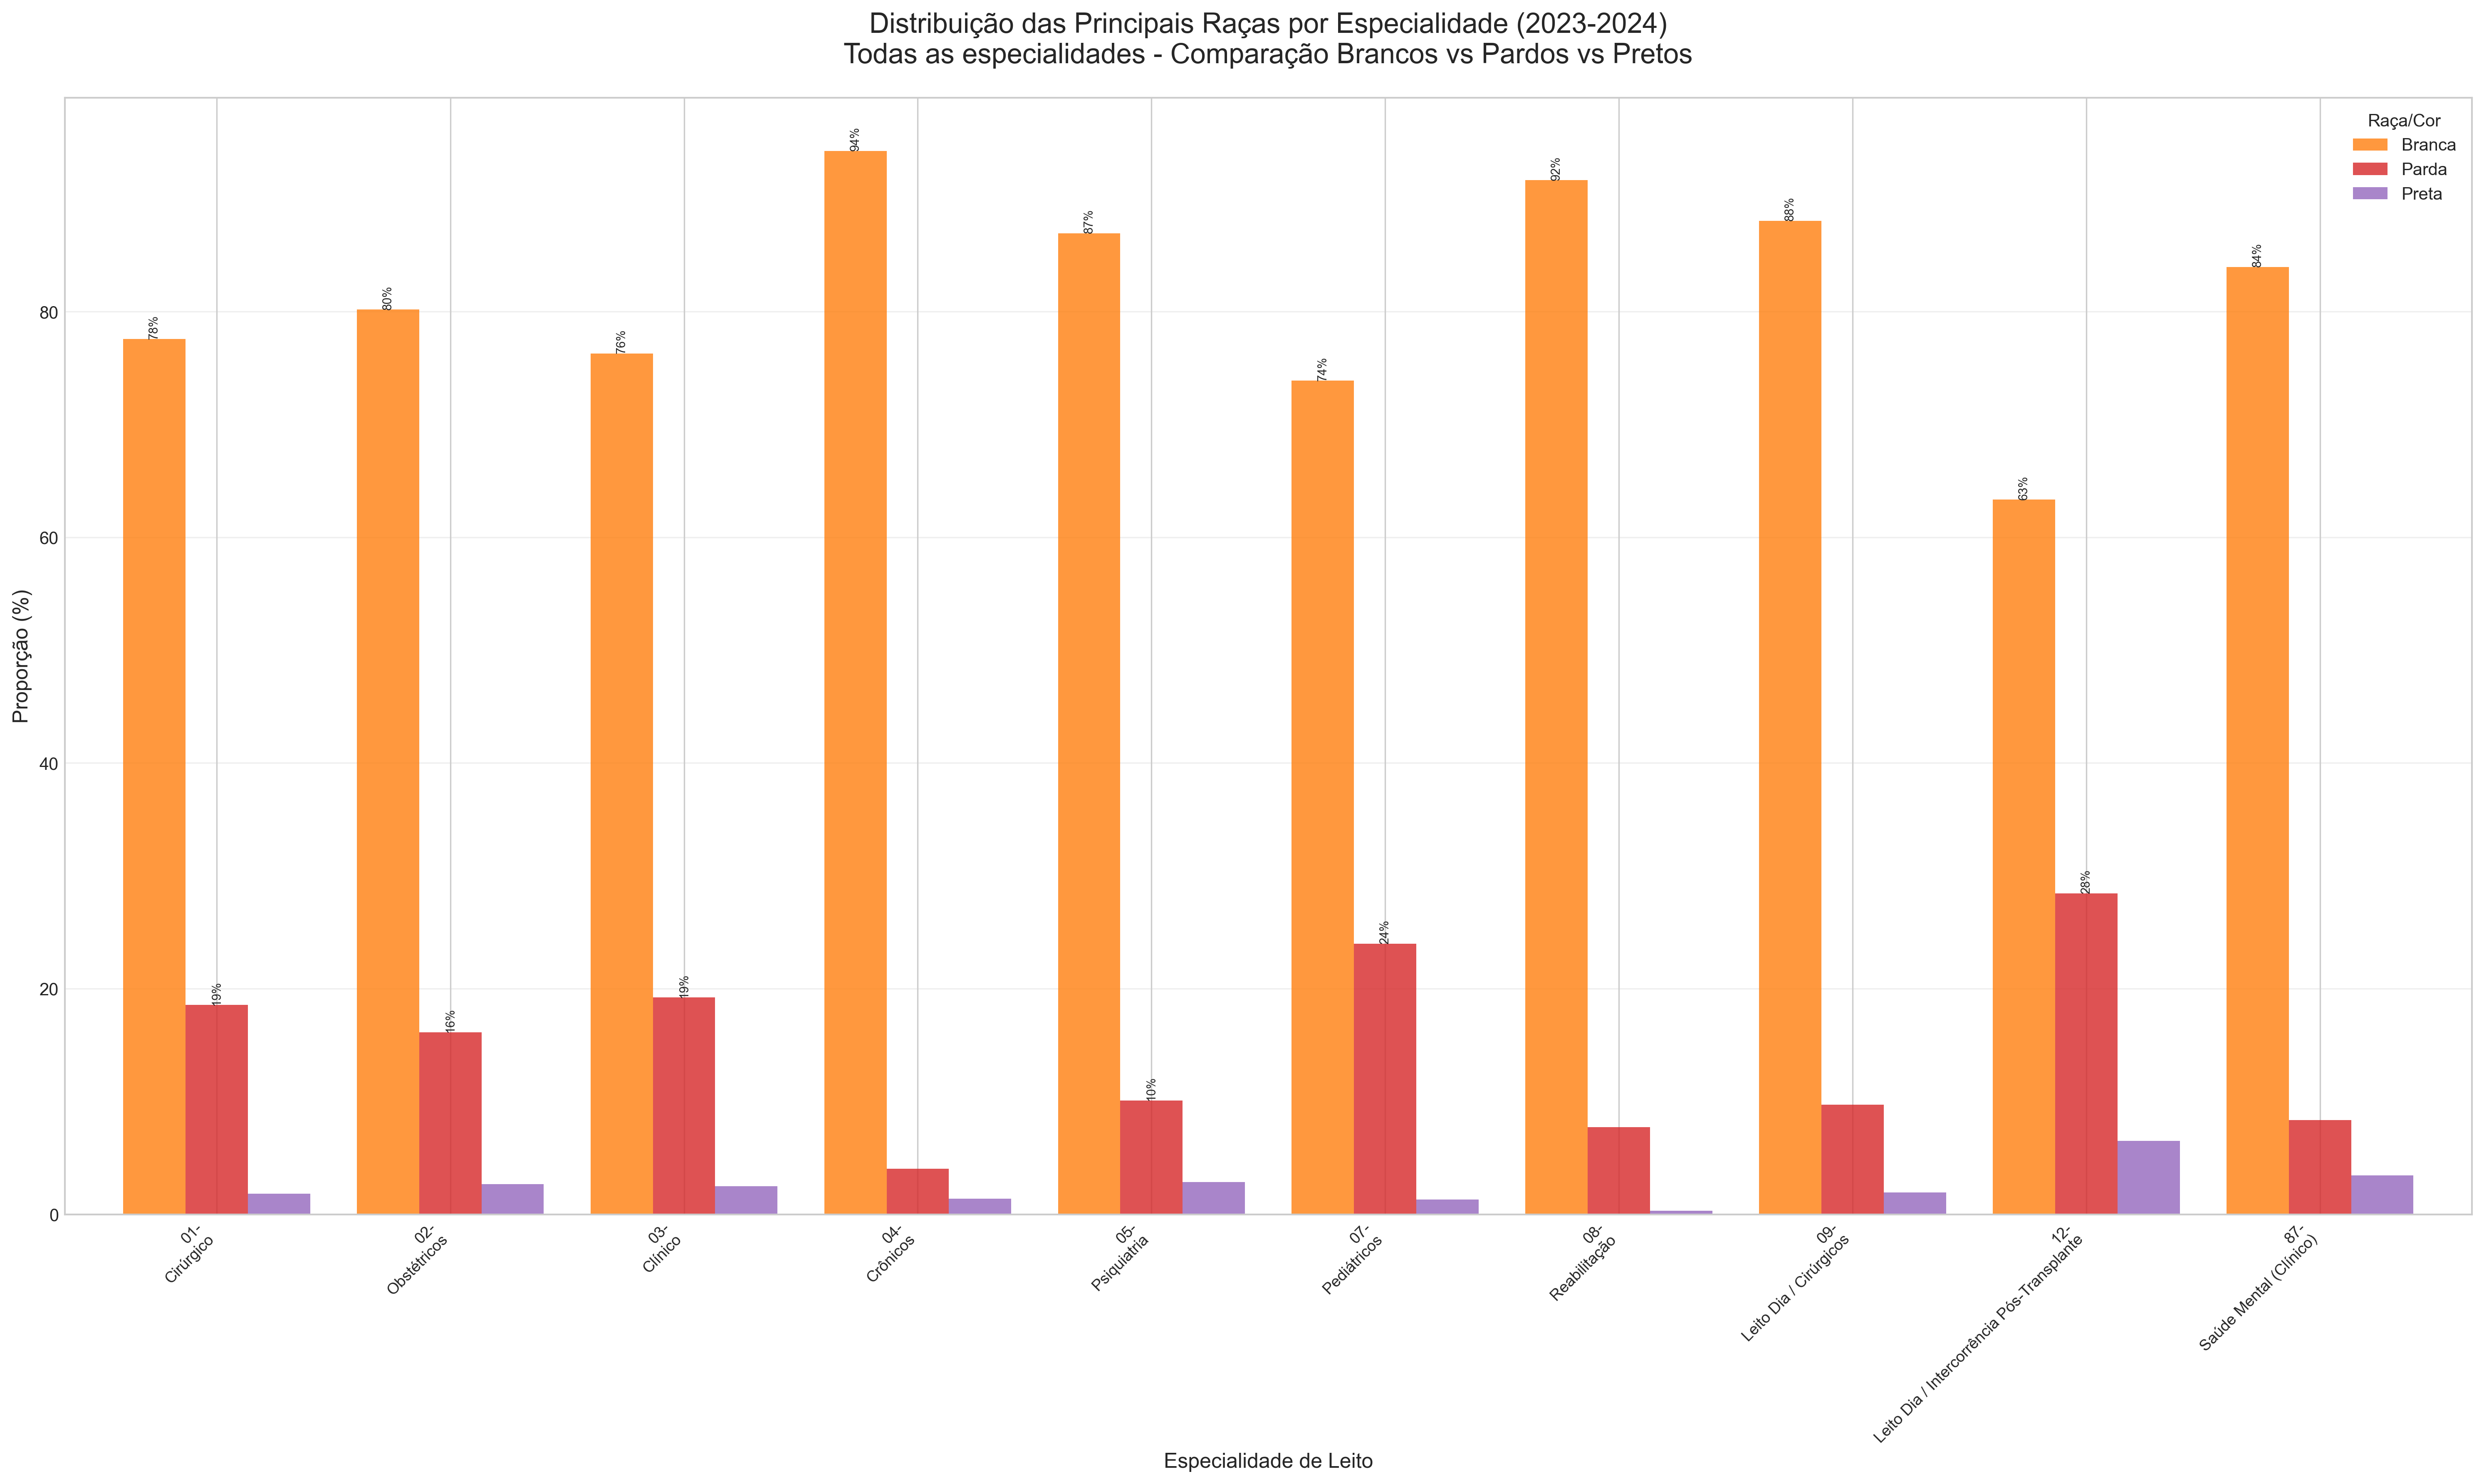 Distribuição das Principais Raças por Especialidade (2023-2024)
Todas as especialidades - Comparação Brancos vs Pardos vs Pretos
Raça/Cor
Branca
Parda
Preta
Proporção (%)
80
60
40
20
0
78%
19%
80%
16%
76%
19%
94%
87%
10%
74%
24%
92%
88%
63%
28%
84%
01-
Cirúrgico
02-
Obstétricos
03-
Clínico
04-
Crônicos
05-
Psiquiatria
07-
Pediátricos
08-
Reabilitação
09-
Leito Dia / Cirúrgicos
12-
Leito Dia / Intercorrência Pós-Transplante
87-
Saúde Mental (Clínico)
Especialidade de Leito